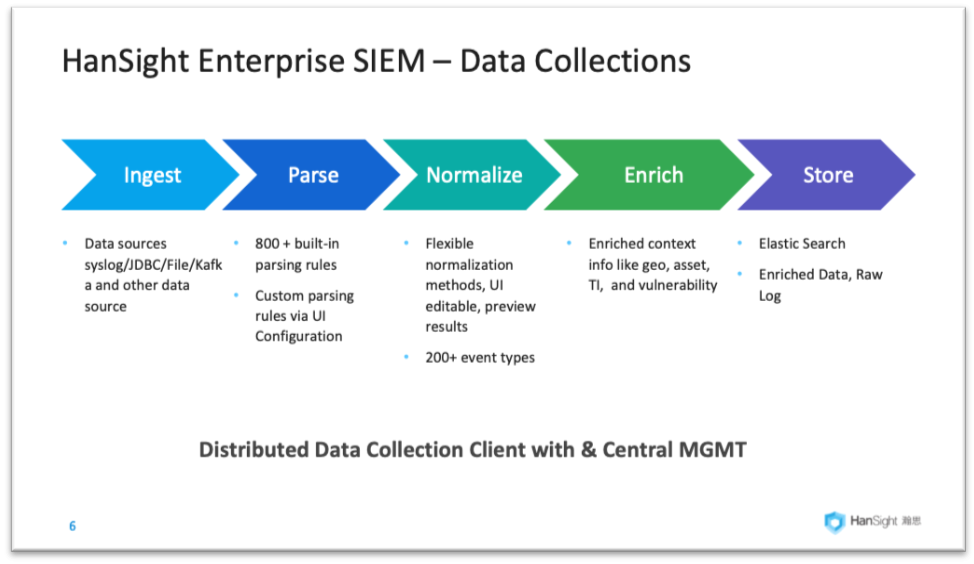 HanSight Enterprise SIEM – Data Collections
Ingest
Parse
Normalize
Enrich
Store
• Data sources
syslog/JDBC/File/Kafk
a and other data
source
• 800 + built-in
parsing rules
• Custom parsing
rules via UI
Configuration
• Flexible
normalization
methods, UI
editable, preview
results
• 200+ event types
• Enriched context
info like geo, asset,
TI,  and vulnerability
• Elastic Search
• Enriched Data, Raw
Log
Distributed Data Collection Client with & Central MGMT
6
HanSight 瀚思